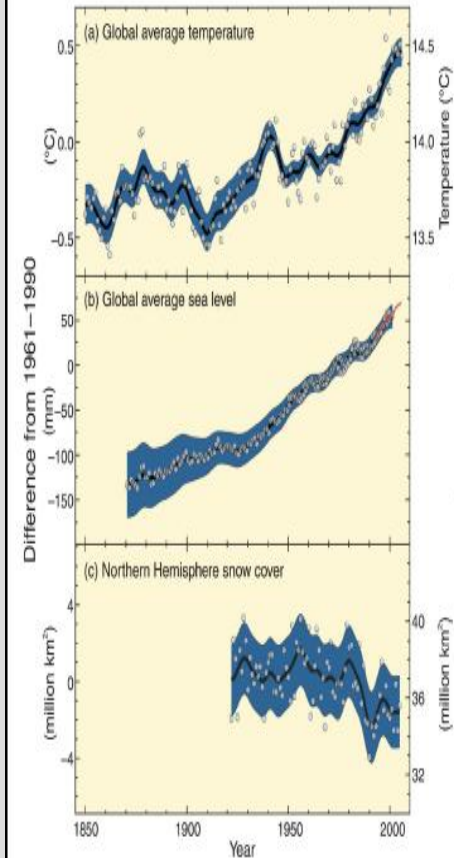 (a) Global average temperature
0.5
0.0
−0.5
(°C)
14.5
14.0
13.5
Temperature (°C)
Difference from 1961–1990
(b) Global average sea level
50
0
−50
−100
−150
(mm)
(c) Northern Hemisphere snow cover
4
0
−4
(million km²)
40
36
32
(million km²)
1850
1900
1950
2000
Year